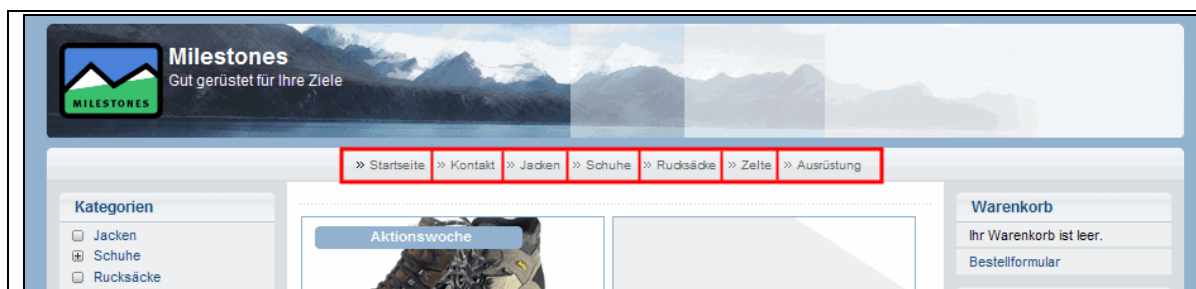 Milestones
Gut gerüstet für Ihre Ziele
MILESTONES
» Startseite » Kontakt » Jacken » Schuhe » Rucksäcke » Zelte » Ausrüstung
Kategorien
Jacken
Schuhe
Rucksäcke
Aktionswoche
Warenkorb
Ihr Warenkorb ist leer.
Bestellformular